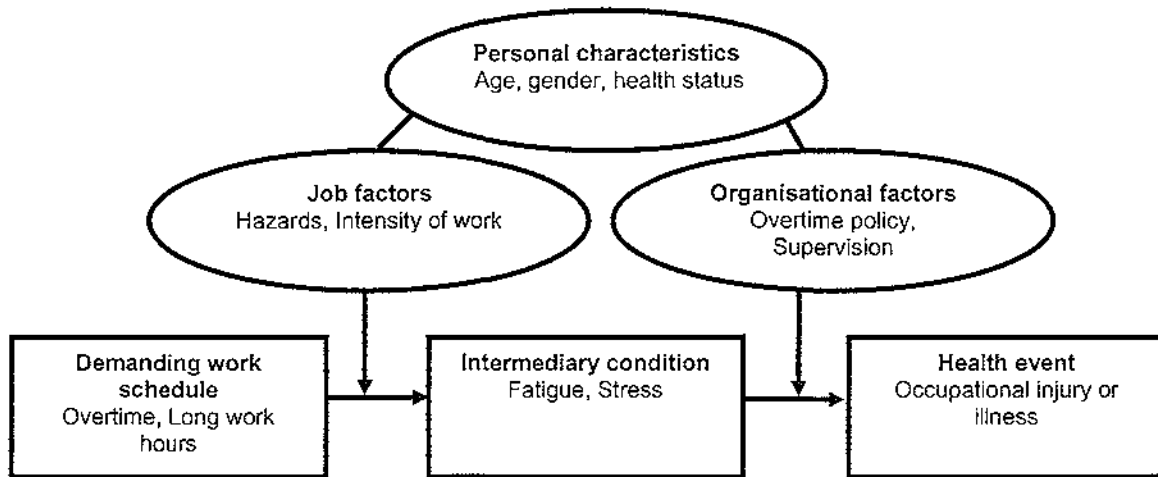 Personal characteristics
Age, gender, health status
Job factors
Hazards, Intensity of work
Organisational factors
Overtime policy,
Supervision
Demanding work
schedule
Overtime, Long work
hours
Intermediary condition
Fatigue, Stress
Health event
Occupational injury or
illness